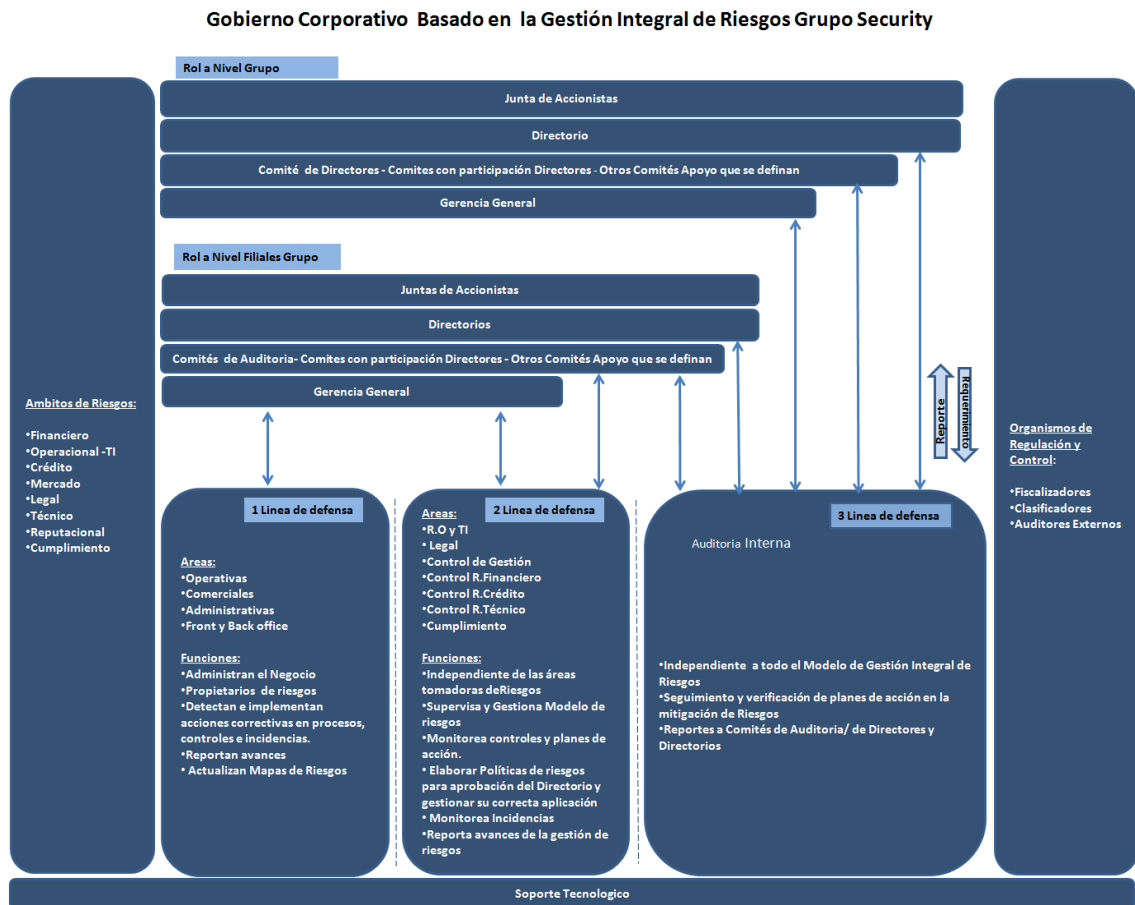 Gobierno Corporativo Basado en la Gestión Integral de Riesgos Grupo Security
Rol a Nivel Grupo
Junta de Accionistas
Directorio
Comité de Directores - Comites con participación Directores - Otros Comités Apoyo que se definan
Gerencia General
Rol a Nivel Filiales Grupo
Juntas de Accionistas
Directorios
Comités de Auditoria- Comites con participación Directores - Otros Comités Apoyo que se definan
Gerencia General
Ambitos de Riesgos:
•Financiero
•Operacional -TI
•Crédito
•Mercado
•Legal
•Técnico
•Reputacional
•Cumplimiento
1 Linea de defensa
Areas:
•Operativas
•Comerciales
•Administrativas
•Front y Back office
Funciones:
•Administran el Negocio
•Propietarios de riesgos
•Detectan e implementan
acciones correctivas en procesos,
controles e incidencias.
•Reportan avances
• Actualizan Mapas de Riesgos
2 Linea de defensa
Areas:
•R.O y TI
• Legal
•Control de Gestión
•Control R.Financiero
•Control R.Crédito
•Control R.Técnico
•Cumplimiento
Funciones:
•Independiente de las áreas
tomadoras deRiesgos
•Supervisa y Gestiona Modelo de
riesgos
•Monitorea controles y planes de
acción.
• Elaborar Políticas de riesgos
para aprobación del Directorio y
gestionar su correcta aplicación
• Monitorea Incidencias
•Reporta avances de la gestión de
riesgos
3 Linea de defensa
Auditoria Interna
•Independiente a todo el Modelo de Gestión Integral de
Riesgos
•Seguimiento y verificación de planes de acción en la
mitigación de Riesgos
•Reportes a Comités de Auditoria/ de Directores y
Directorios
Reporte
Requerimiento
Organismos de
Regulación y
Control:
•Fiscalizadores
•Clasificadores
•Auditores Externos
Soporte Tecnologico